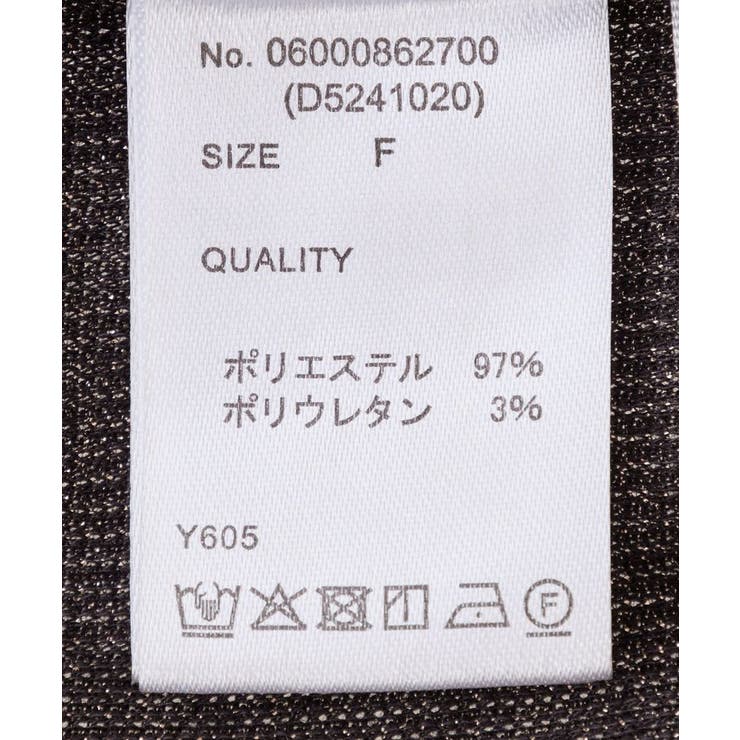 No. 06000862700
(D5241020)
SIZE F
QUALITY
ポリエステル 97%
ポリウレタン 3%
Y605
F